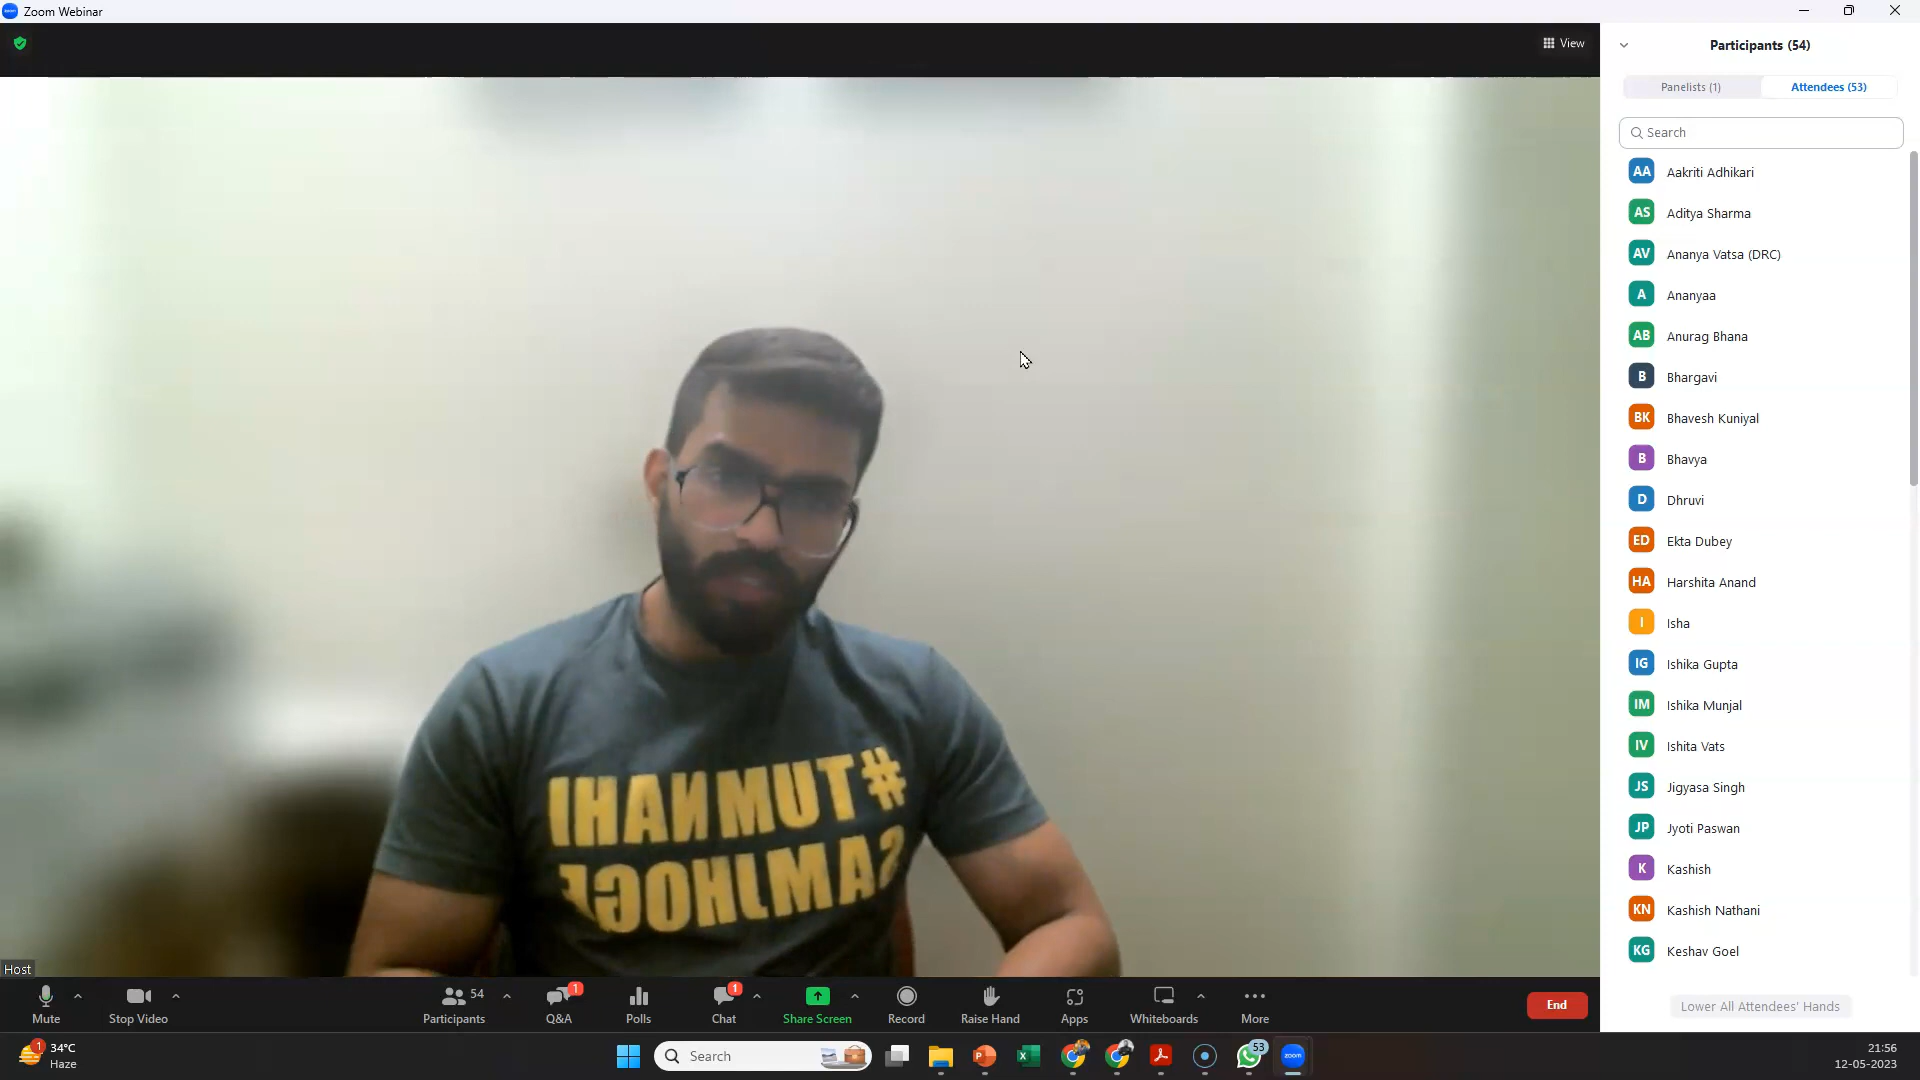 Zoom Webinar
View
Participants (54)
Panelists (1)
Attendees (53)
Search
AA Aakriti Adhikari
AS Aditya Sharma
AV Ananya Vatsa (DRC)
A Ananyaa
AB Anurag Bhana
B Bhargavi
BK Bhavesh Kuniyal
B Bhavya
D Dhruvi
ED Ekta Dubey
HA Harshita Anand
I Isha
IG Ishika Gupta
IM Ishika Munjal
IV Ishita Vats
JS Jigyasa Singh
JP Jyoti Paswan
K Kashish
KN Kashish Nathani
KG Keshav Goel
Lower All Attendees' Hands
#TUMNAHI
SAMJHOGE
Host
Mute
Stop Video
54
Participants
1
Q&A
Polls
1
Chat
Share Screen
Record
Raise Hand
Apps
Whiteboards
More
End
1
34°C
Haze
Search
53
zoom
21:56
12-05-2023